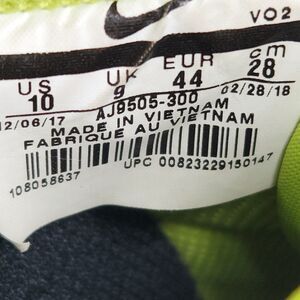 VO2
US UK EUR cm
10 9 44 28
12/06/17 02/28/18
AJ9505-300
MADE IN VIETNAM
FABRIQUE AU VIETNAM
UPC 00823229150147
108058637